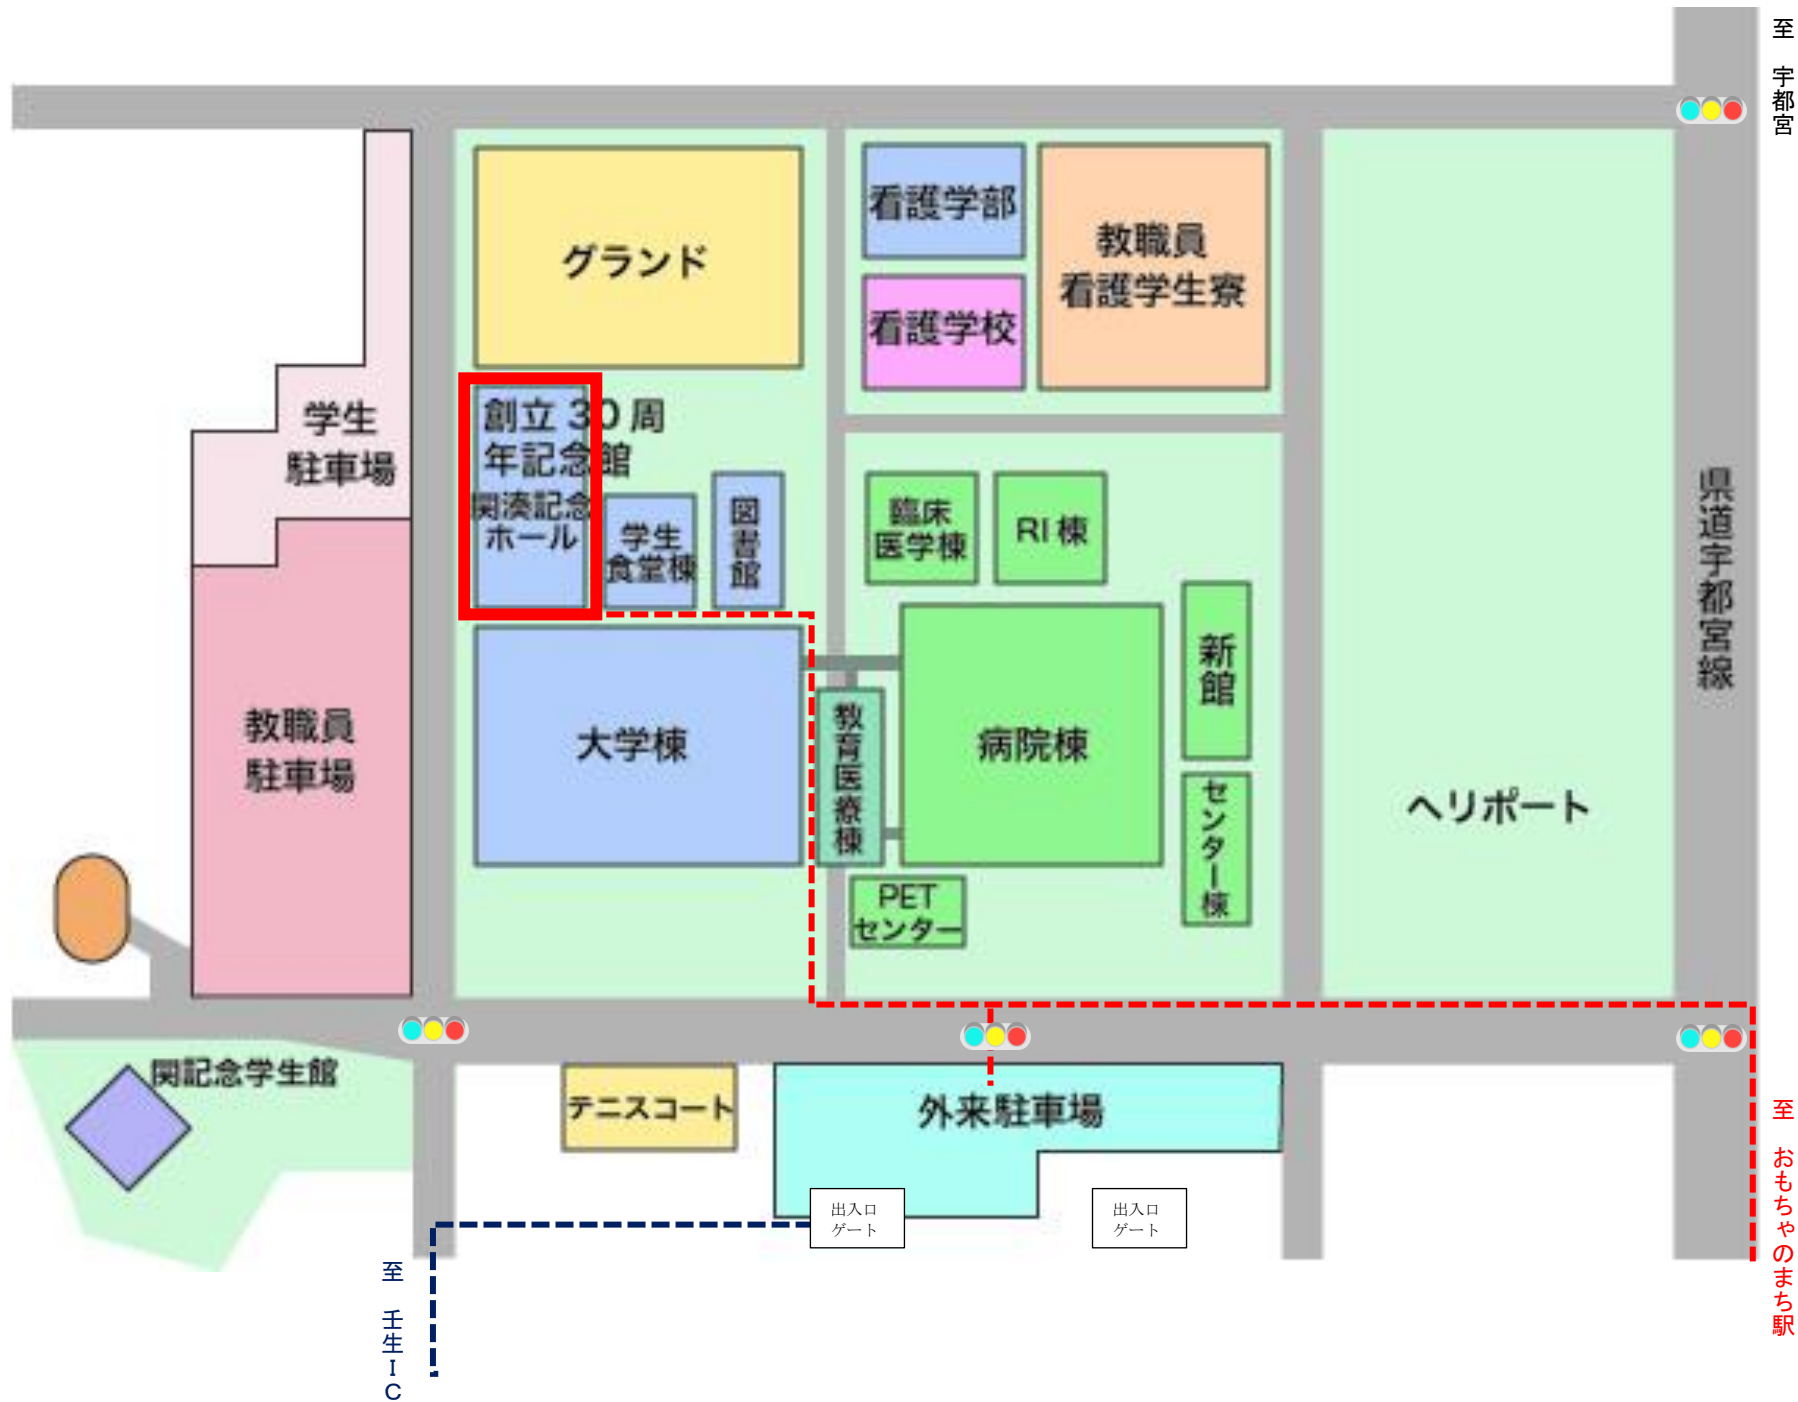 至 宇都宮
グランド
看護学部
教職員
看護学生寮
看護学校
創立 30 周
年記念館
関湊記念
ホール
学生
駐車場
学生
食堂棟
図書館
臨床
医学棟
RI 棟
県道宇都宮線
新館
教職員
駐車場
大学棟
教育医療棟
病院棟
センター棟
ヘリポート
PET
センター
関記念学生館
テニスコート
外来駐車場
出入口
ゲート
出入口
ゲート
至 おもちゃのまち駅
至 壬生IC